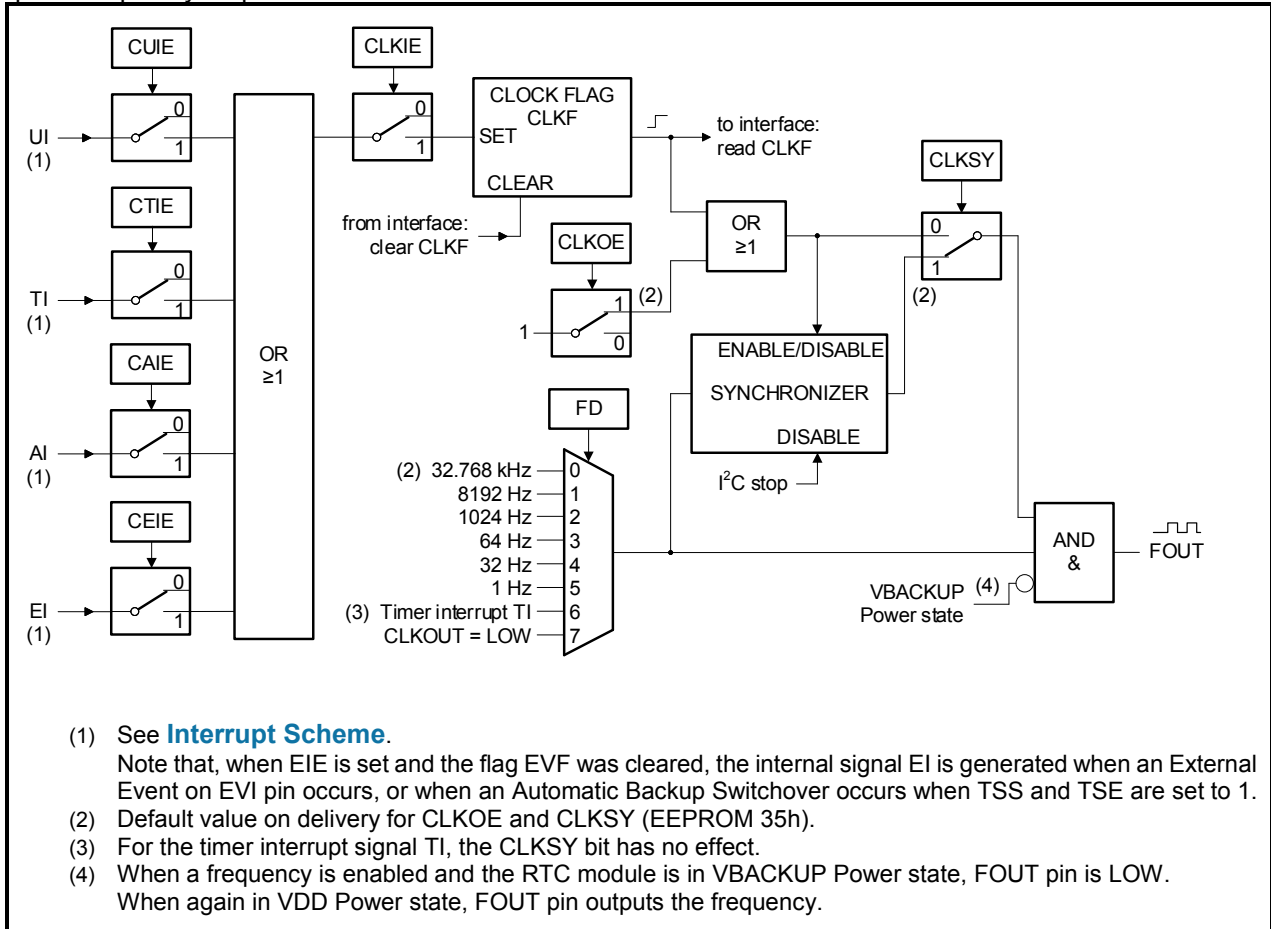 CUIE
CLKIE
0
1
UI
(1)
0
1
CLOCK FLAG
CLKF
SET
CLEAR
to interface:
read CLKF
CLKSY
CTIE
from interface:
clear CLKF
CLKOE
OR
≥1
0
1
(2)
0
1
TI
(1)
1
1
0
(2)
OR
≥1
CAIE
ENABLE/DISABLE
SYNCHRONIZER
DISABLE
FD
0
1
AI
(1)
I²C stop
(2) 32.768 kHz 0
8192 Hz 1
1024 Hz 2
64 Hz 3
32 Hz 4
1 Hz 5
(3) Timer interrupt TI 6
CLKOUT = LOW 7
CEIE
0
1
EI
(1)
AND
&
FOUT
VBACKUP (4)
Power state
(1) See Interrupt Scheme.
Note that, when EIE is set and the flag EVF was cleared, the internal signal EI is generated when an External
Event on EVI pin occurs, or when an Automatic Backup Switchover occurs when TSS and TSE are set to 1.
(2) Default value on delivery for CLKOE and CLKSY (EEPROM 35h).
(3) For the timer interrupt signal TI, the CLKSY bit has no effect.
(4) When a frequency is enabled and the RTC module is in VBACKUP Power state, FOUT pin is LOW.
When again in VDD Power state, FOUT pin outputs the frequency.